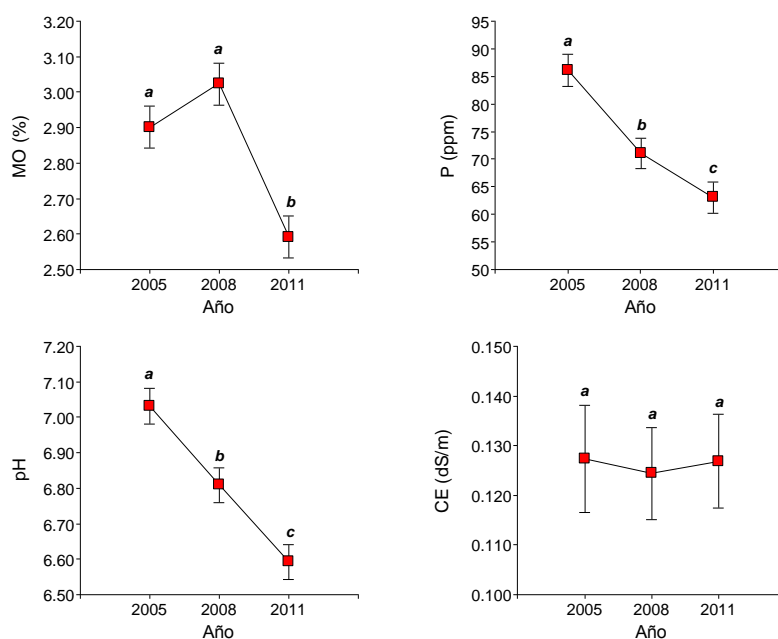 MO (%)
3.20
3.10
3.00
2.90
2.80
2.70
2.60
2.50
a
a
b
2005 2008 2011
Año
P (ppm)
95
90
85
80
75
70
65
60
55
50
a
b
c
2005 2008 2011
Año
pH
7.20
7.10
7.00
6.90
6.80
6.70
6.60
6.50
a
b
c
2005 2008 2011
Año
CE (dS/m)
0.150
0.140
0.130
0.120
0.110
0.100
a
a
a
2005 2008 2011
Año